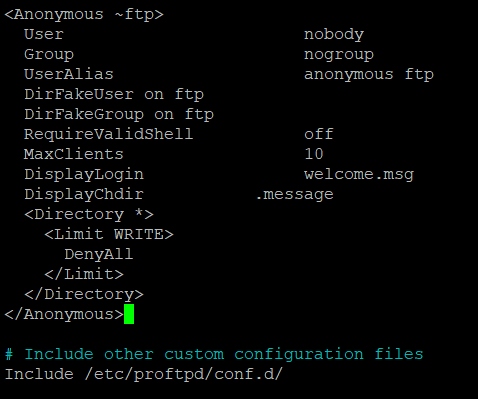 <Anonymous ~ftp>
  User                        nobody
  Group                       nogroup
  UserAlias                   anonymous ftp
  DirFakeUser on ftp
  DirFakeGroup on ftp
  RequireValidShell           off
  MaxClients                  10
  DisplayLogin                welcome.msg
  DisplayChdir           .message
  <Directory *>
    <Limit WRITE>
      DenyAll
    </Limit>
  </Directory>
</Anonymous>
# Include other custom configuration files
Include /etc/proftpd/conf.d/